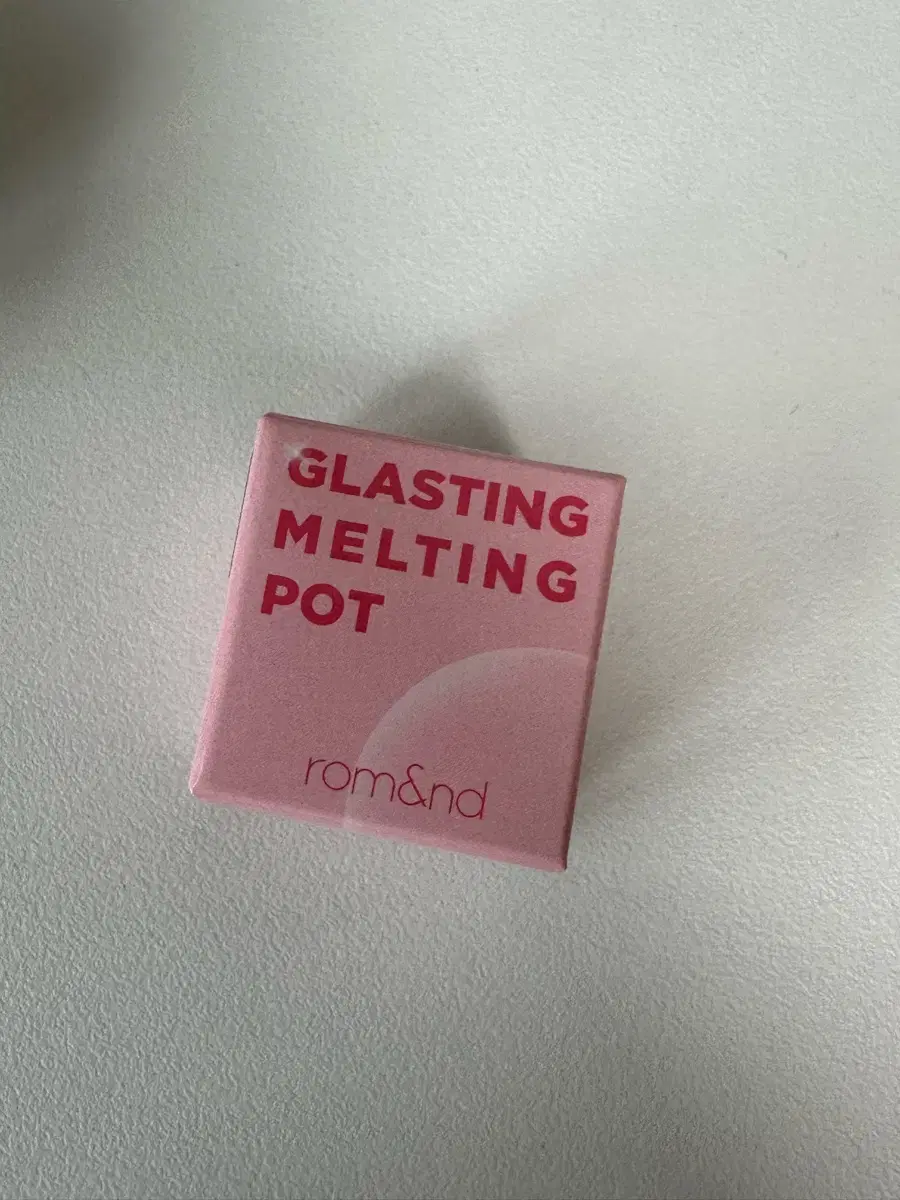 GLASTING
MELTING
POT
rom&nd